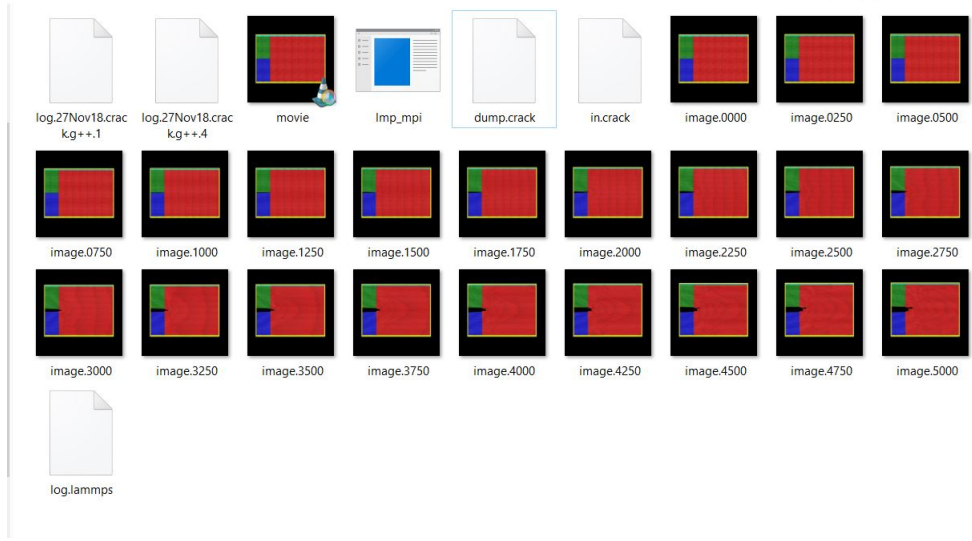 log.27Nov18.crac
k.g++.1
log.27Nov18.crac
k.g++.4
movie
lmp_mpi
dump.crack
in.crack
image.0000
image.0250
image.0500
image.0750
image.1000
image.1250
image.1500
image.1750
image.2000
image.2250
image.2500
image.2750
image.3000
image.3250
image.3500
image.3750
image.4000
image.4250
image.4500
image.4750
image.5000
log.lammps